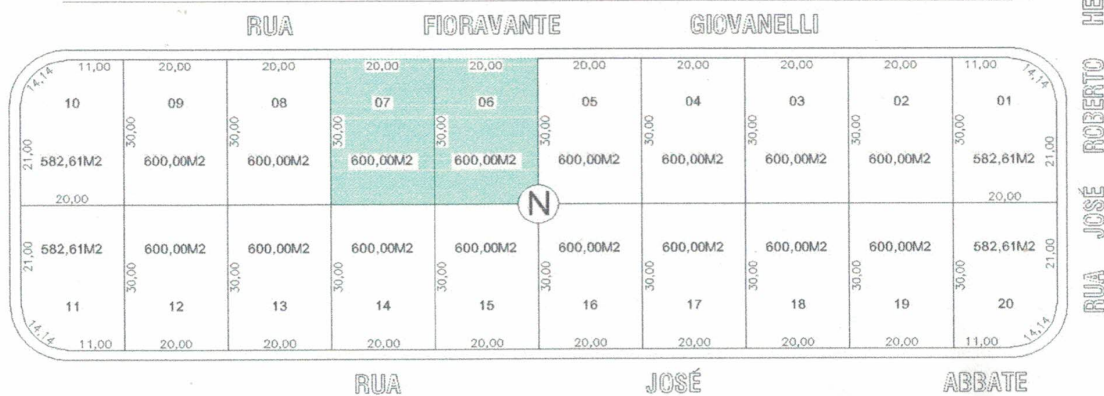 RUA FIORAVANTE GIOVANELLI
14,14 11,00 20,00 20,00 20,00 20,00 20,00 20,00 20,00 20,00 11,00 14,14
10 09 08 07 06 05 04 03 02 01
21,00 30,00 30,00 30,00 30,00 30,00 30,00 30,00 30,00 30,00 21,00
582,61M2 600,00M2 600,00M2 600,00M2 600,00M2 600,00M2 600,00M2 600,00M2 600,00M2 582,61M2
20,00 20,00
N
582,61M2 600,00M2 600,00M2 600,00M2 600,00M2 600,00M2 600,00M2 600,00M2 600,00M2 582,61M2
21,00 30,00 30,00 30,00 30,00 30,00 30,00 30,00 30,00 30,00 21,00
11 12 13 14 15 16 17 18 19 20
14,14 11,00 20,00 20,00 20,00 20,00 20,00 20,00 20,00 20,00 11,00 14,14
RUA JOSÉ ABBATE
RUA JOSÉ ROBERTO HE